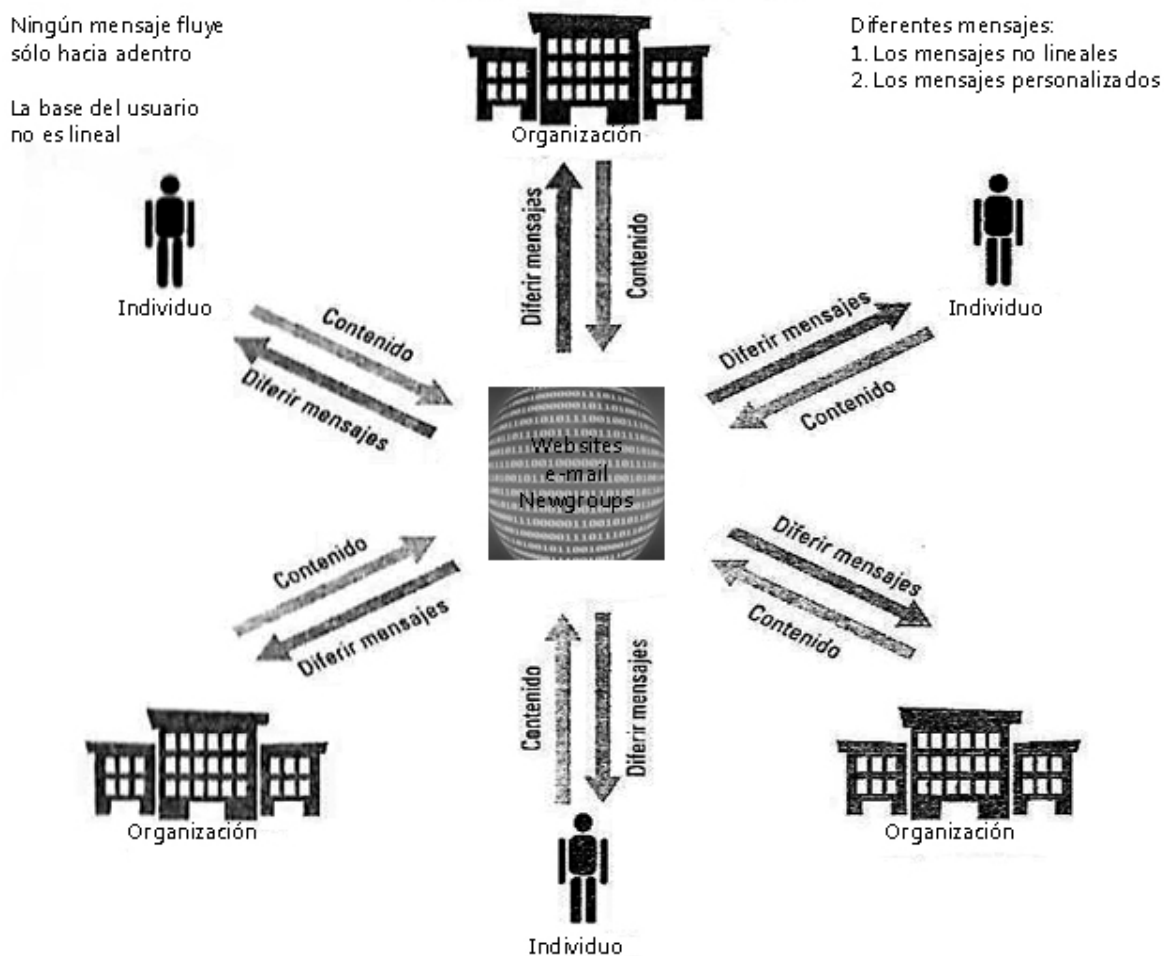 Ningún mensaje fluye
sólo hacia adentro
La base del usuario
no es lineal
Diferentes mensajes:
1. Los mensajes no lineales
2. Los mensajes personalizados
Organización
Diferir mensajes
Contenido
Individuo
Contenido
Diferir mensajes
Individuo
Diferir mensajes
Contenido
Websites
e-mail
Newgroups
Contenido
Diferir mensajes
Organización
Diferir mensajes
Contenido
Organización
Contenido
Diferir mensajes
Individuo